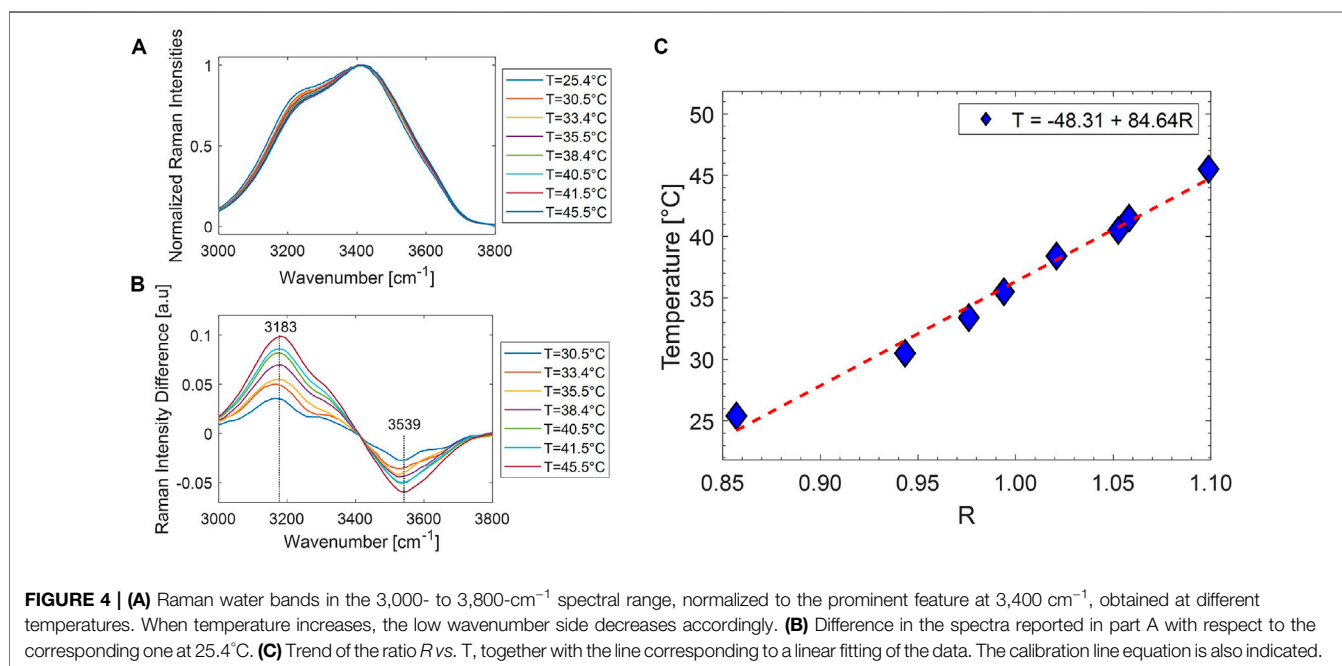 A
Normalized Raman Intensities
1
0.5
0
3000 3200 3400 3600 3800
Wavenumber [cm-1]
T=25.4°C
T=30.5°C
T=33.4°C
T=35.5°C
T=38.4°C
T=40.5°C
T=41.5°C
T=45.5°C
B
Raman Intensity Difference [a.u]
0.1
0.05
0
-0.05
3183
3539
3000 3200 3400 3600 3800
Wavenumber [cm-1]
T=30.5°C
T=33.4°C
T=35.5°C
T=38.4°C
T=40.5°C
T=41.5°C
T=45.5°C
C
Temperature [°C]
50
45
40
35
30
25
T = -48.31 + 84.64R
0.85 0.90 0.95 1.00 1.05 1.10
R
FIGURE 4 | (A) Raman water bands in the 3,000- to 3,800-cm−1 spectral range, normalized to the prominent feature at 3,400 cm−1, obtained at different
temperatures. When temperature increases, the low wavenumber side decreases accordingly. (B) Difference in the spectra reported in part A with respect to the
corresponding one at 25.4°C. (C) Trend of the ratio R vs. T, together with the line corresponding to a linear fitting of the data. The calibration line equation is also indicated.